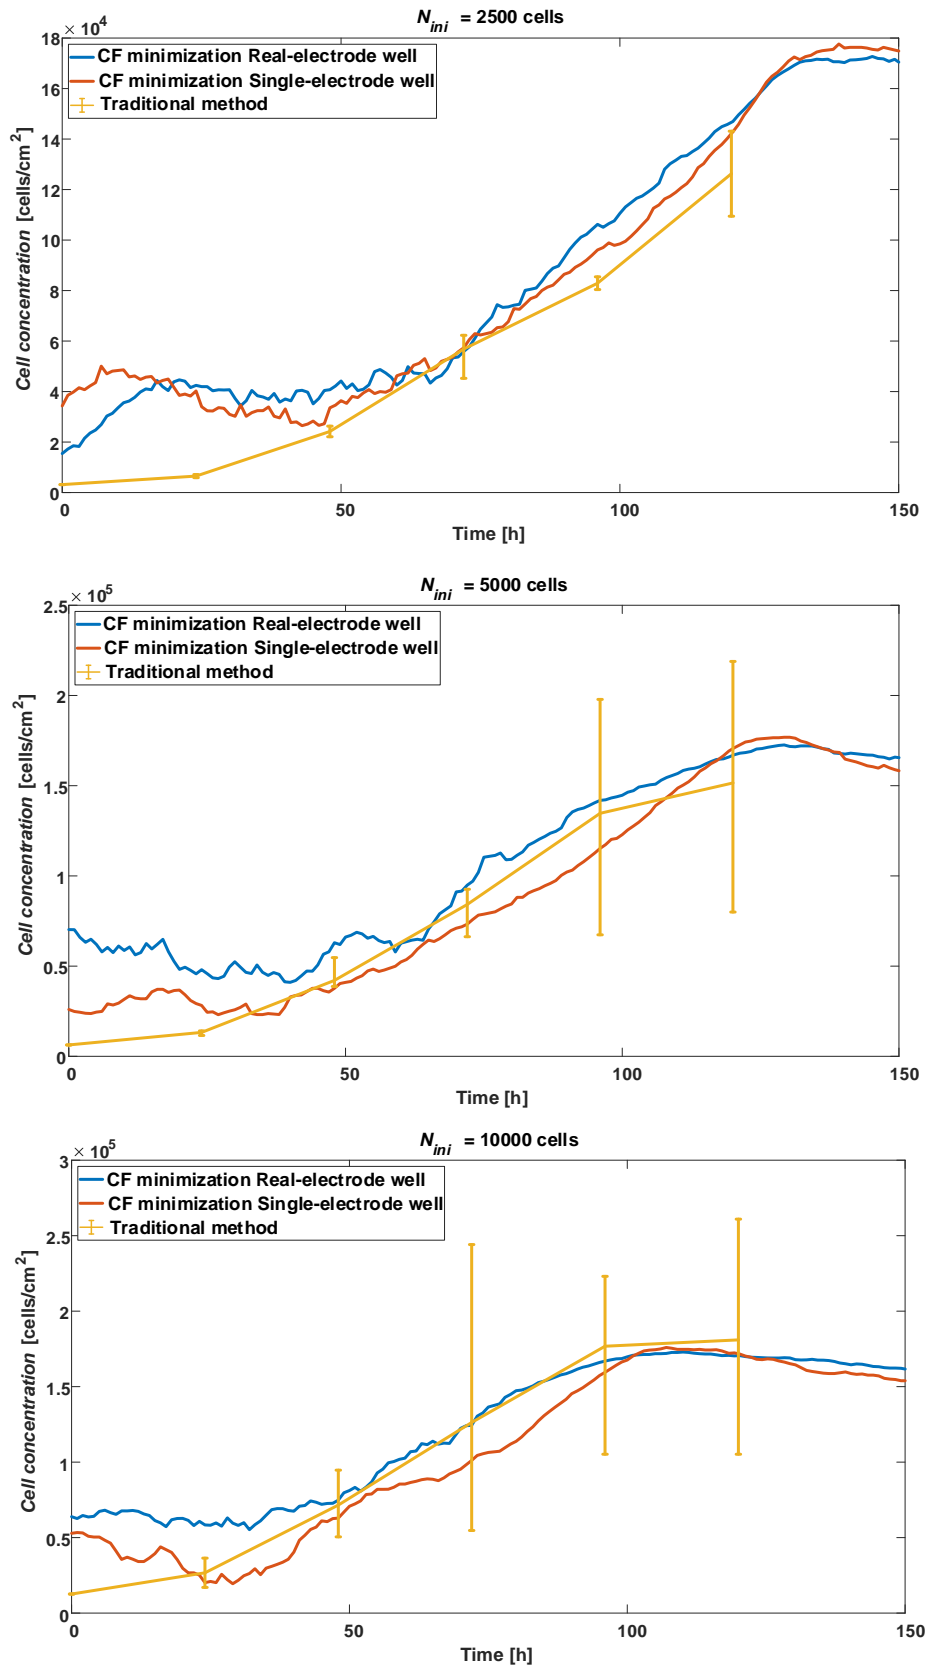 N_ini = 2500 cells
× 10^4
CF minimization Real-electrode well
CF minimization Single-electrode well
Traditional method
Cell concentration [cells/cm^2]
18
16
14
12
10
8
6
4
2
0
0 50 100 150
Time [h]
N_ini = 5000 cells
× 10^5
CF minimization Real-electrode well
CF minimization Single-electrode well
Traditional method
Cell concentration [cells/cm^2]
2.5
2
1.5
1
0.5
0
0 50 100 150
Time [h]
N_ini = 10000 cells
× 10^5
CF minimization Real-electrode well
CF minimization Single-electrode well
Traditional method
Cell concentration [cells/cm^2]
3
2.5
2
1.5
1
0.5
0
0 50 100 150
Time [h]